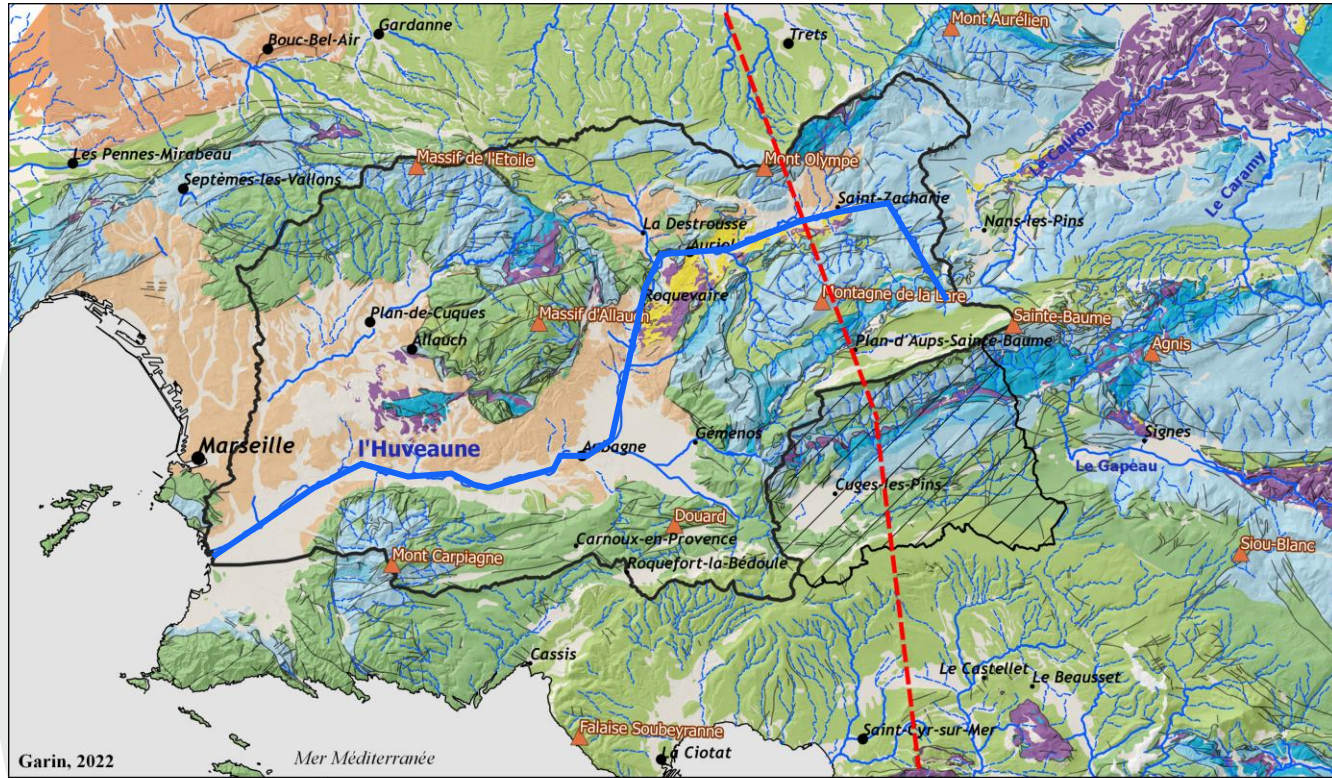 Gardanne
Bouc-Bel-Air
Trets
Mont Aurélien
Les Pennes-Mirabeau
Massif de l'Etoile
Mont Olympe
Le Cauron
Septèmes-les-Vallons
Saint-Zacharie
Le Caramy
La Destrousse
Nans-les-Pins
Auriol
Roquevaire
Montagne de la Lare
Plan-de-Cuques
Massif d'Allauch
Sainte-Baume
Allauch
Plan-d'Aups-Sainte-Baume
Agnis
Marseille
l'Huveaune
Aubagne
Gémenos
Signes
Le Gapeau
Cuges-les-Pins
Douard
Carnoux-en-Provence
Mont Carpiagne
Roquefort-la-Bédoule
Siou-Blanc
Cassis
Le Castellet
Le Beausset
Falaise Soubeyranne
Saint-Cyr-sur-Mer
La Ciotat
Garin, 2022
Mer Méditerranée